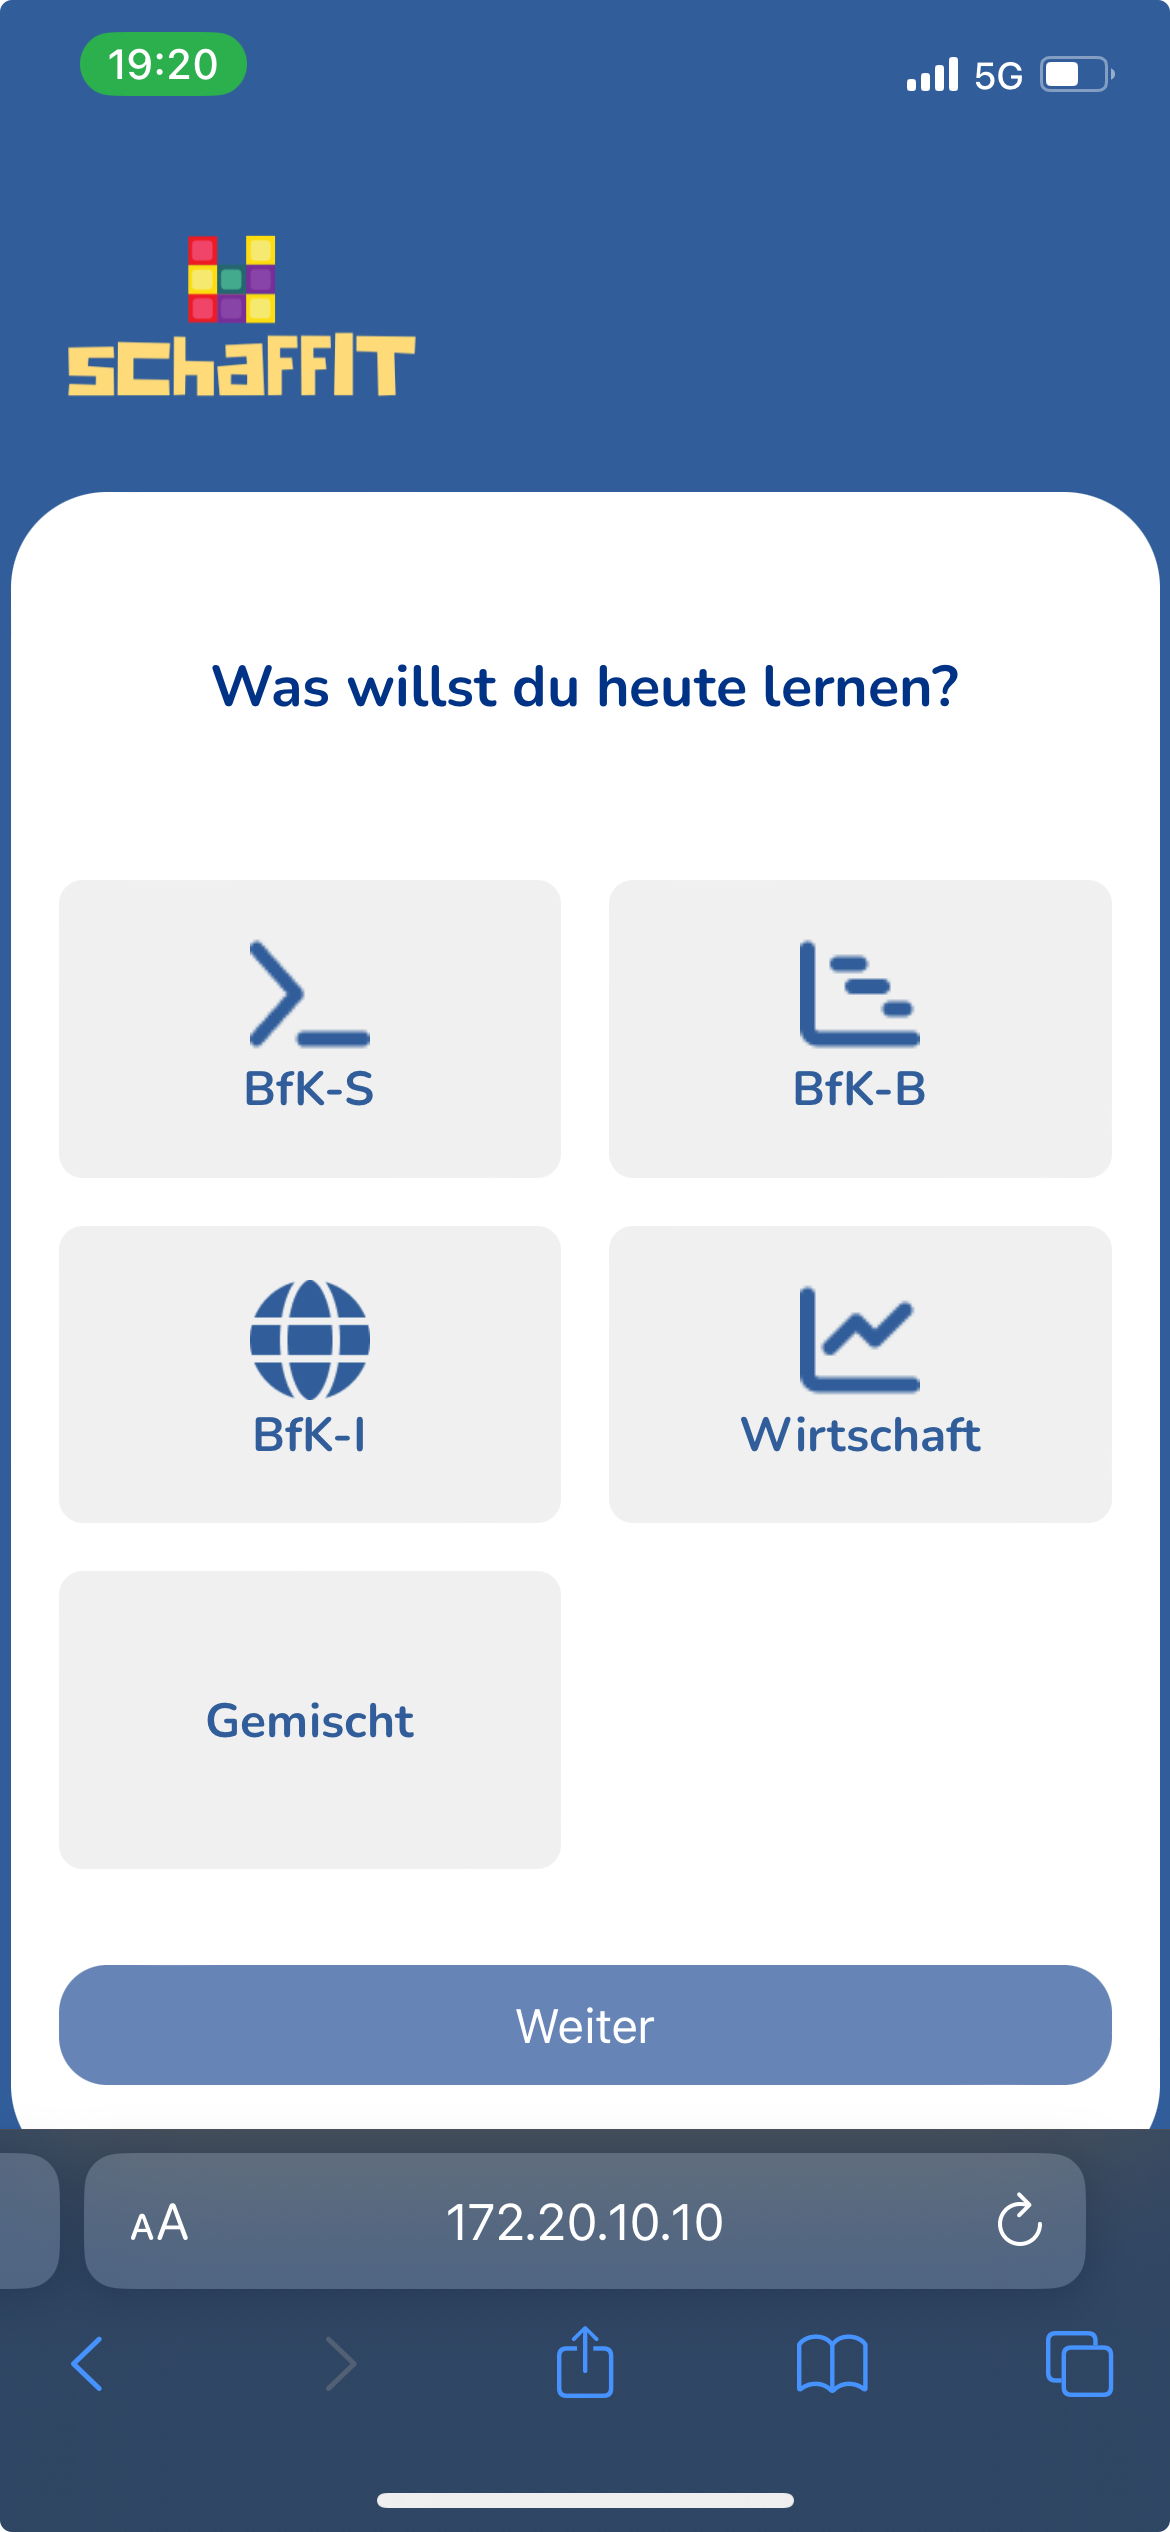 19:20
5G
SCHAFFIT
Was willst du heute lernen?
BfK-S
BfK-B
BfK-I
Wirtschaft
Gemischt
Weiter
AA
172.20.10.10